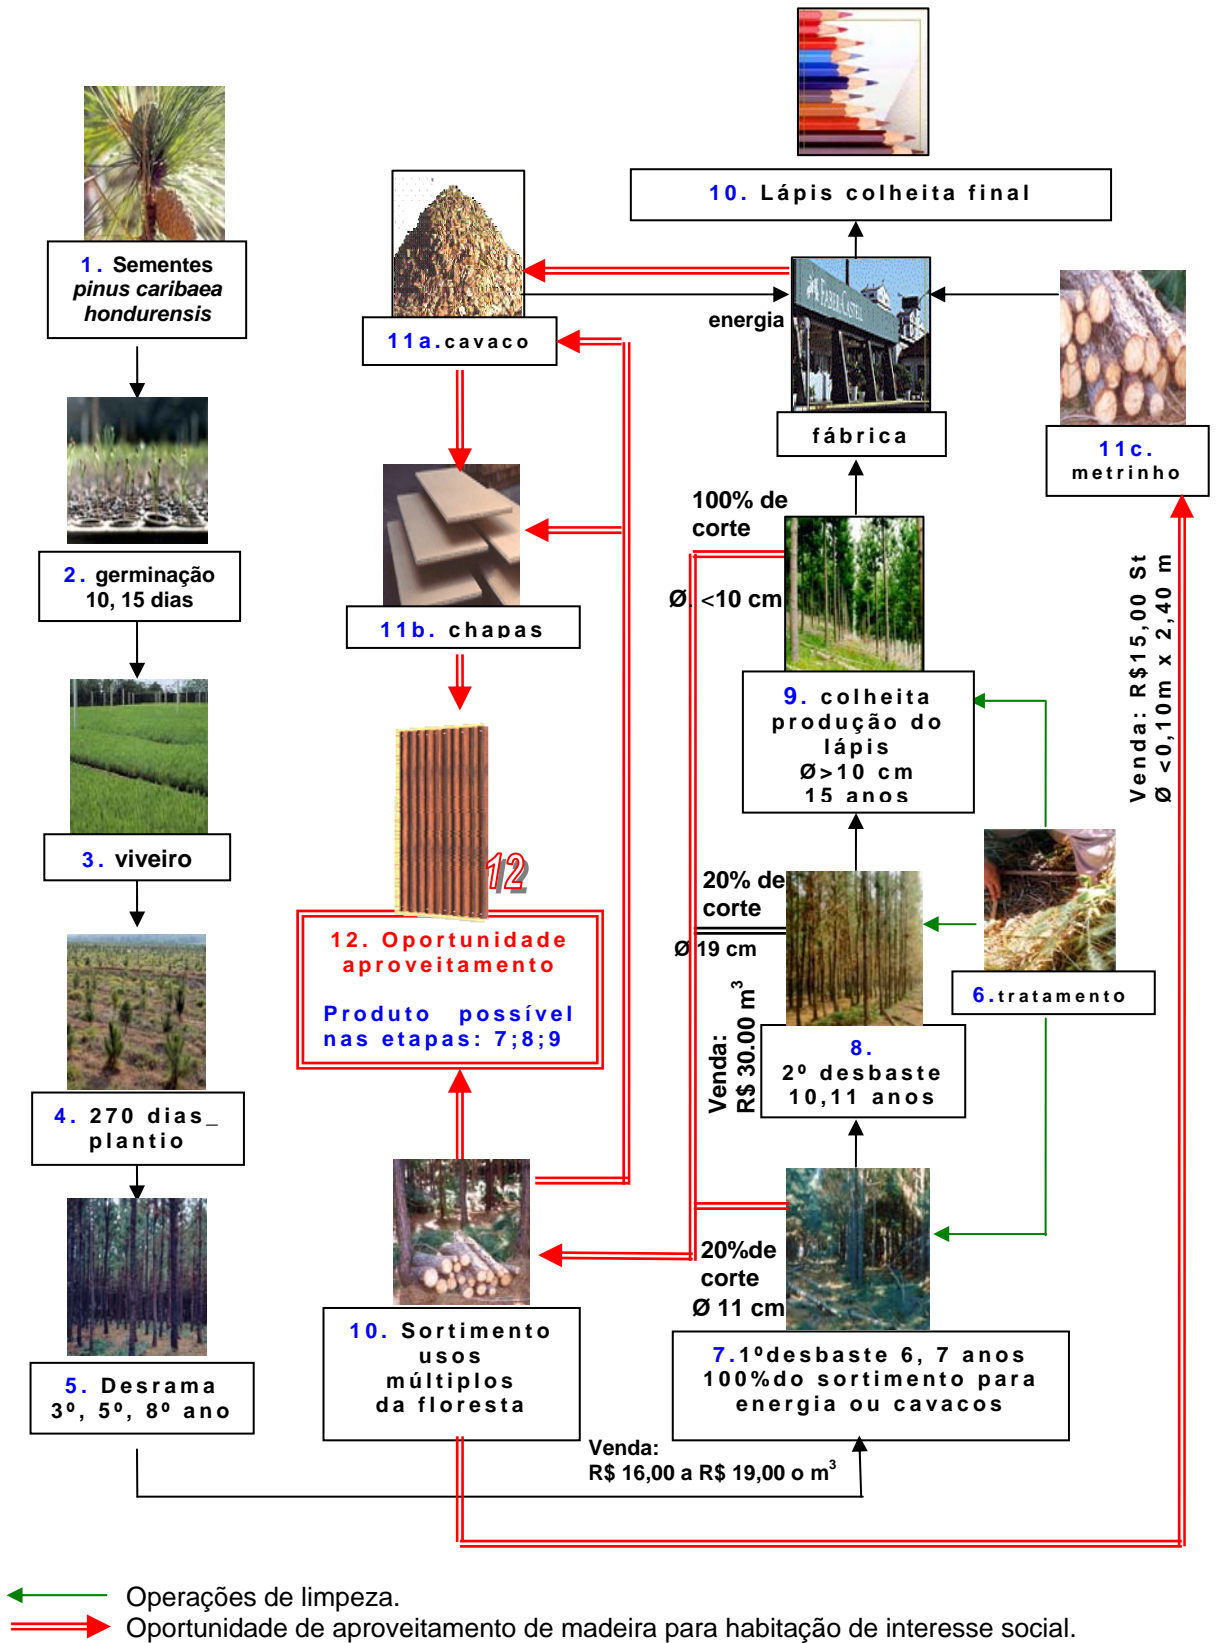 1. Sementes
pinus caribaea
hondurensis
2. germinação
10, 15 dias
3. viveiro
4. 270 dias_
plantio
5. Desrama
3º, 5º, 8º ano
11a.cavaco
11b. chapas
12
12. Oportunidade
aproveitamento
Produto possível
nas etapas: 7;8;9
10. Sortimento
usos
múltiplos
da floresta
10. Lápis colheita final
energia
FABER-CASTELL
fábrica
11c.
metrinho
100% de
corte
Ø. <10 cm
9. colheita
produção do
lápis
Ø>10 cm
15 anos
20% de
corte
Ø 19 cm
Venda:
R$ 30.00 m³
8.
2º desbaste
10,11 anos
6.tratamento
20%de
corte
Ø 11 cm
7.1ºdesbaste 6, 7 anos
100%do sortimento para
energia ou cavacos
Venda:
R$ 16,00 a R$ 19,00 o m³
Venda: R$15,00 St
Ø <0,10m x 2,40 m
Operações de limpeza.
Oportunidade de aproveitamento de madeira para habitação de interesse social.